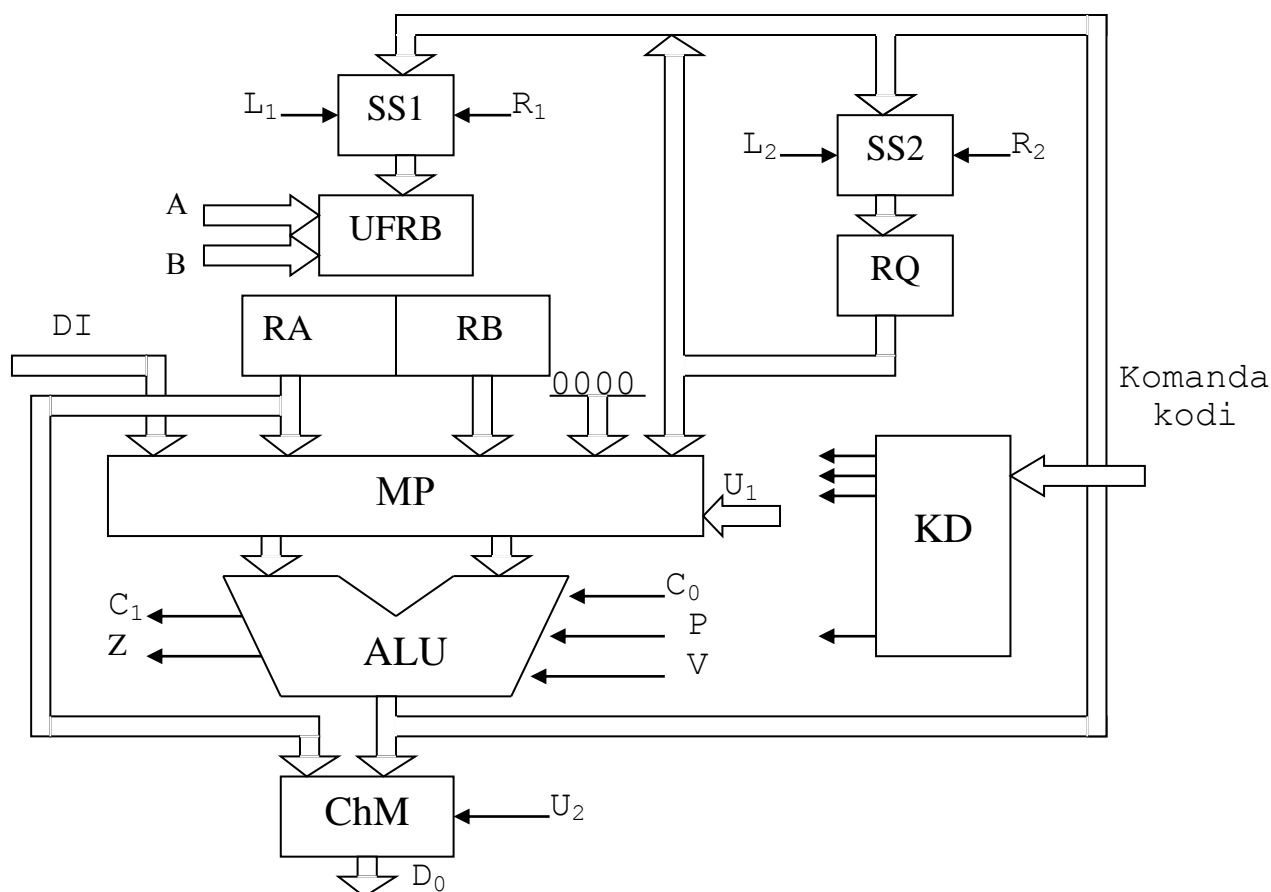 L₁
SS1
R₁
L₂
SS2
R₂
A
B
UFRB
RQ
DI
RA
RB
0000
Komanda
kodi
MP
U₁
KD
C₁
Z
ALU
C₀
P
V
ChM
U₂
D₀